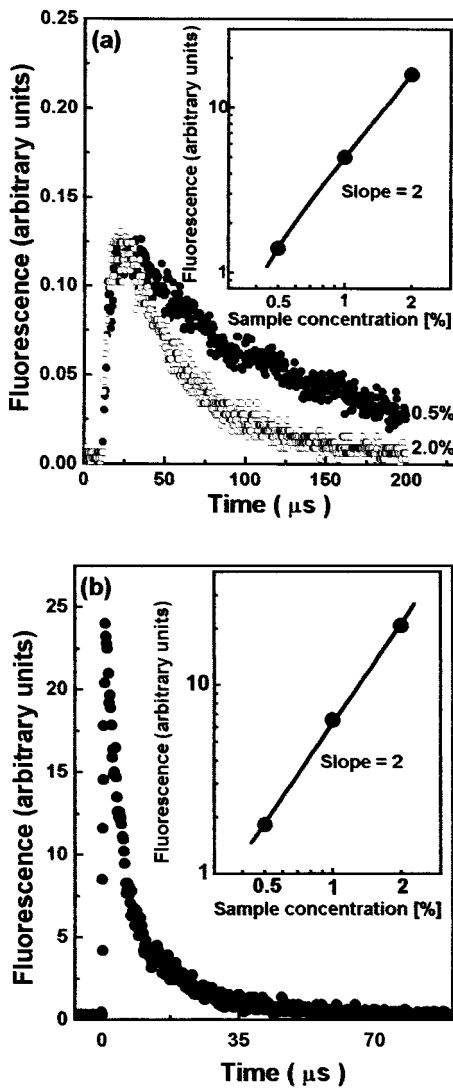 (a)
0.25
0.20
0.15
0.10
0.05
0.00
Fluorescence (arbitrary units)
0 50 100 150 200
Time ( μs )
0.5%
2.0%
Fluorescence (arbitrary units)
10
1
Slope = 2
0.5 1 2
Sample concentration [%]
(b)
25
20
15
10
5
0
Fluorescence (arbitrary units)
0 35 70
Time ( μs )
Fluorescence (arbitrary units)
10
1
Slope = 2
0.5 1 2
Sample concentration [%]